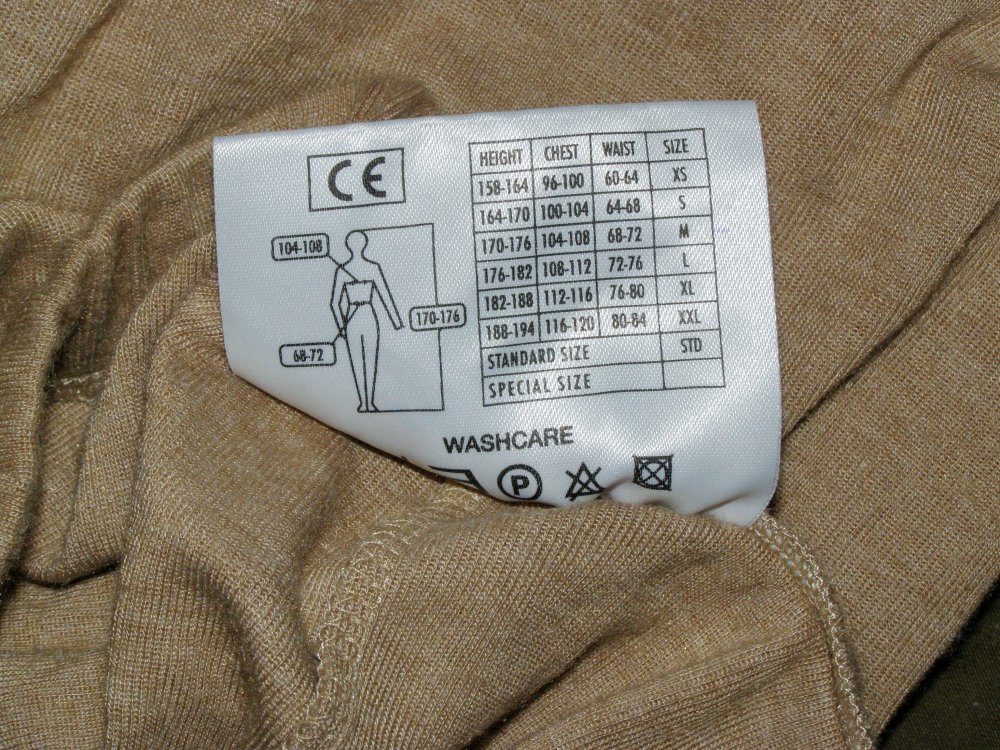 CE
HEIGHT CHEST WAIST SIZE
158-164 96-100 60-64 XS
164-170 100-104 64-68 S
170-176 104-108 68-72 M
176-182 108-112 72-76 L
182-188 112-116 76-80 XL
188-194 116-120 80-84 XXL
STANDARD SIZE STD
SPECIAL SIZE
104-108
170-176
68-72
WASHCARE
P